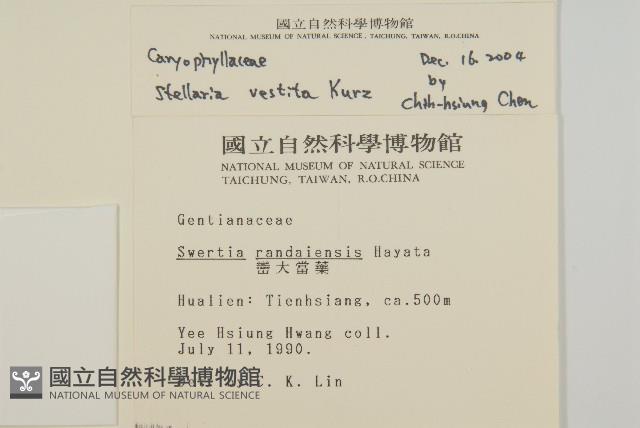 國立自然科學博物館
NATIONAL MUSEUM OF NATURAL SCIENCE, TAICHUNG, TAIWAN, R.O.CHINA
Caryophyllaceae Dec. 16. 2004
Stellaria vestita Kurz by
Chih-hsiung Chen
國立自然科學博物館
NATIONAL MUSEUM OF NATURAL SCIENCE
TAICHUNG, TAIWAN, R.O.CHINA
Gentianaceae
Swertia randaiensis Hayata
巒大當藥
Hualien: Tienhsiang, ca.500m
Yee Hsiung Hwang coll.
July 11, 1990.
C. K. Lin
國立自然科學博物館
NATIONAL MUSEUM OF NATURAL SCIENCE